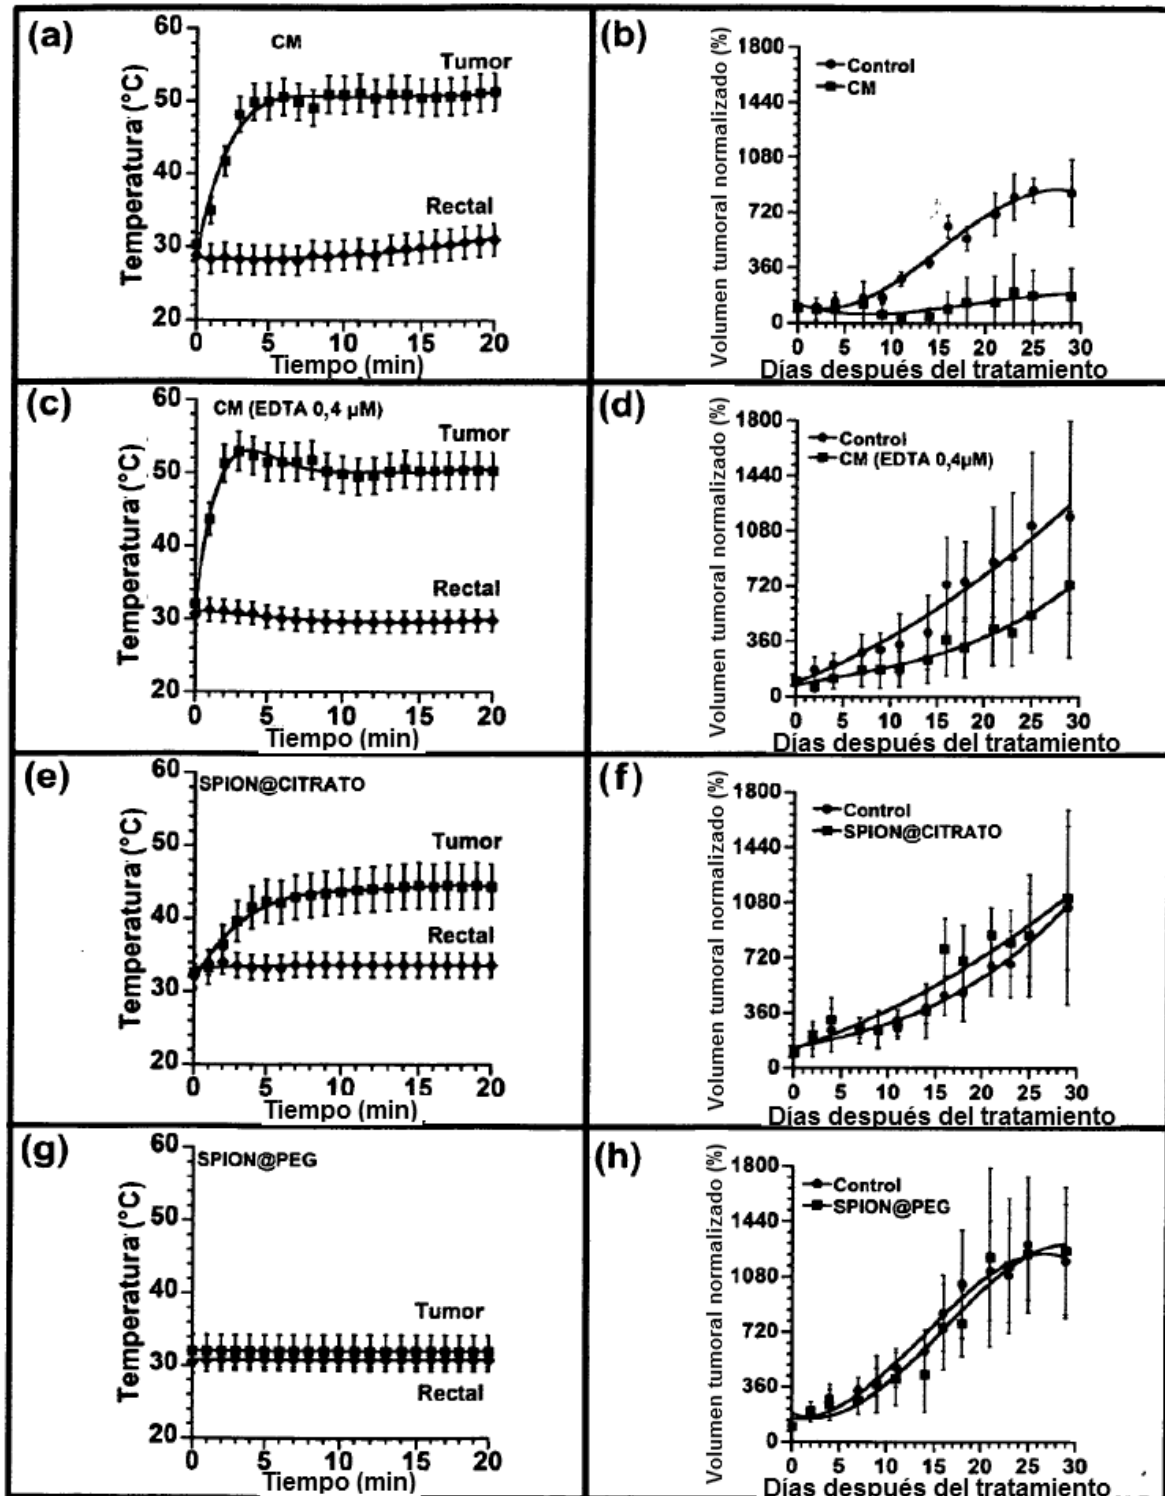 (a)
CM
Tumor
Rectal
Temperatura (°C)
60
50
40
30
20
0 5 10 15 20
Tiempo (min)
(b)
Control
CM
Volumen tumoral normalizado (%)
1800
1440
1080
720
360
0
0 5 10 15 20 25 30
Días después del tratamiento
(c)
CM (EDTA 0,4 µM)
Tumor
Rectal
Temperatura (°C)
60
50
40
30
20
0 5 10 15 20
Tiempo (min)
(d)
Control
CM (EDTA 0,4µM)
Volumen tumoral normalizado (%)
1800
1440
1080
720
360
0
0 5 10 15 20 25 30
Días después del tratamiento
(e)
SPION@CITRATO
Tumor
Rectal
Temperatura (°C)
60
50
40
30
20
0 5 10 15 20
Tiempo (min)
(f)
Control
SPION@CITRATO
Volumen tumoral normalizado (%)
1800
1440
1080
720
360
0
0 5 10 15 20 25 30
Días después del tratamiento
(g)
SPION@PEG
Tumor
Rectal
Temperatura (°C)
60
50
40
30
20
0 5 10 15 20
Tiempo (min)
(h)
Control
SPION@PEG
Volumen tumoral normalizado (%)
1800
1440
1080
720
360
0
0 5 10 15 20 25 30
Días después del tratamiento